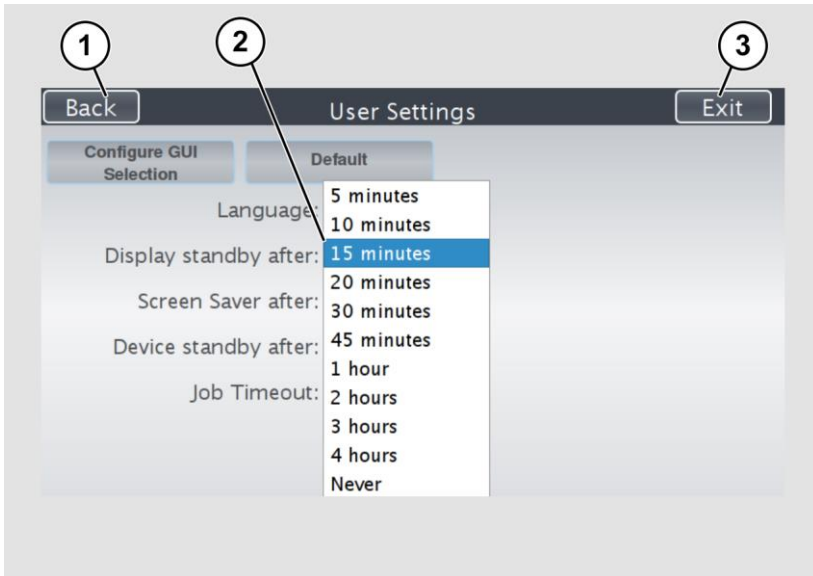 1
2
3
Back
User Settings
Exit
Configure GUI
Selection
Default
Language:
5 minutes
10 minutes
Display standby after:
15 minutes
20 minutes
Screen Saver after:
30 minutes
Device standby after:
45 minutes
1 hour
Job Timeout:
2 hours
3 hours
4 hours
Never